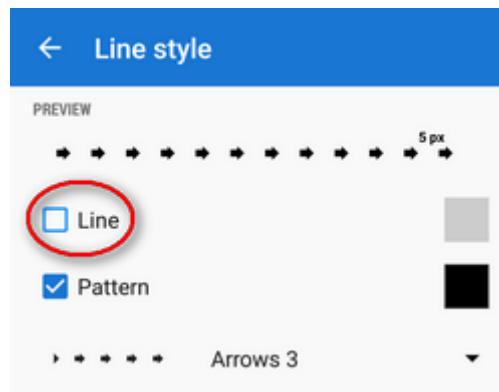 Line style
PREVIEW
5 px
Line
Pattern
Arrows 3